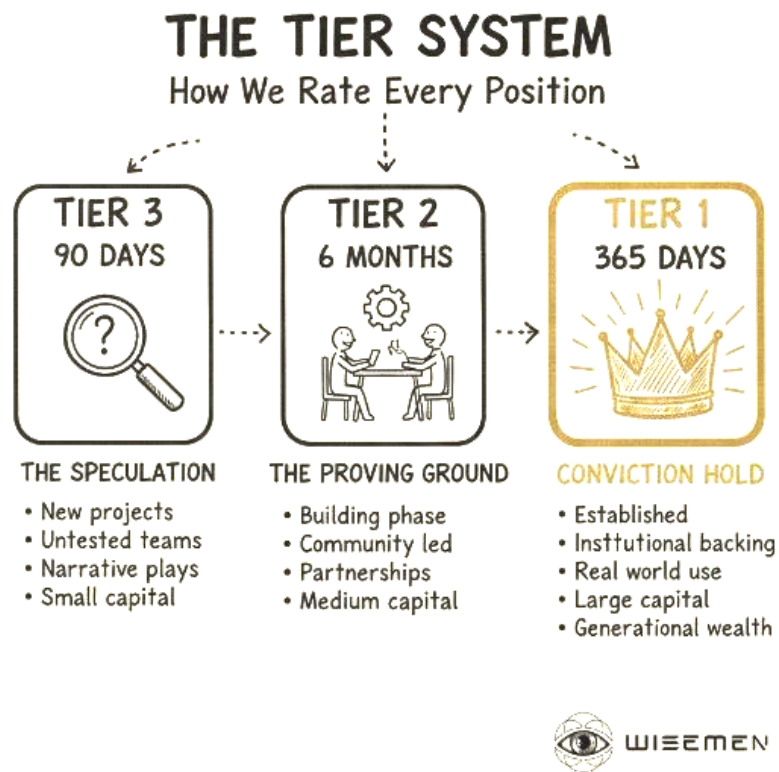 THE TIER SYSTEM
How We Rate Every Position
TIER 3
90 DAYS
?
THE SPECULATION
• New projects
• Untested teams
• Narrative plays
• Small capital
TIER 2
6 MONTHS
THE PROVING GROUND
• Building phase
• Community led
• Partnerships
• Medium capital
TIER 1
365 DAYS
CONVICTION HOLD
• Established
• Insttutional backing
• Real world use
• Large capital
• Generational wealth
WISEMEN